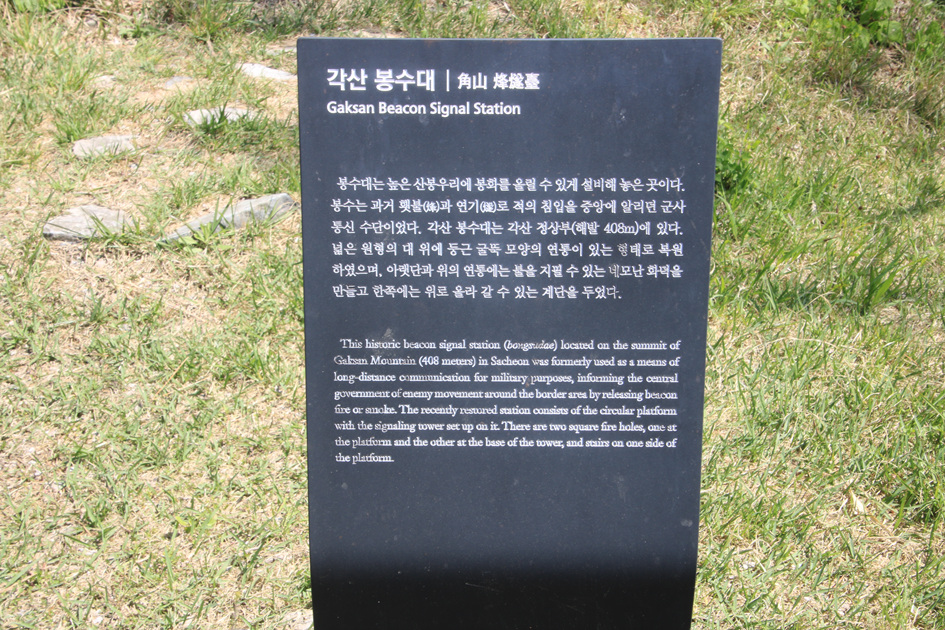 각산 봉수대 | 角山 烽燧臺
Gaksan Beacon Signal Station
봉수대는 높은 산봉우리에 봉화를 올릴 수 있게 설비해 놓은 곳이다.
봉수는 과거 횃불(烽)과 연기(燧)로 적의 침입을 중앙에 알리던 군사
통신 수단이었다. 각산 봉수대는 각산 정상부(해발 408m)에 있다.
넓은 원형의 대 위에 둥근 굴뚝 모양의 연통이 있는 형태로 복원
하였으며, 아랫단과 위의 연통에는 불을 지필 수 있는 네모난 화덕을
만들고 한쪽에는 위로 올라 갈 수 있는 계단을 두었다.
This historic beacon signal station (bongsudae) located on the summit of
Gaksan Mountain (408 meters) in Sacheon was formerly used as a means of
long-distance communication for military purposes, informing the central
government of enemy movement around the border area by releasing beacon
fire or smoke. The recently restored station consists of the circular platform
with the signaling tower set up on it. There are two square fire holes, one at
the platform and the other at the base of the tower, and stairs on one side of
the platform.